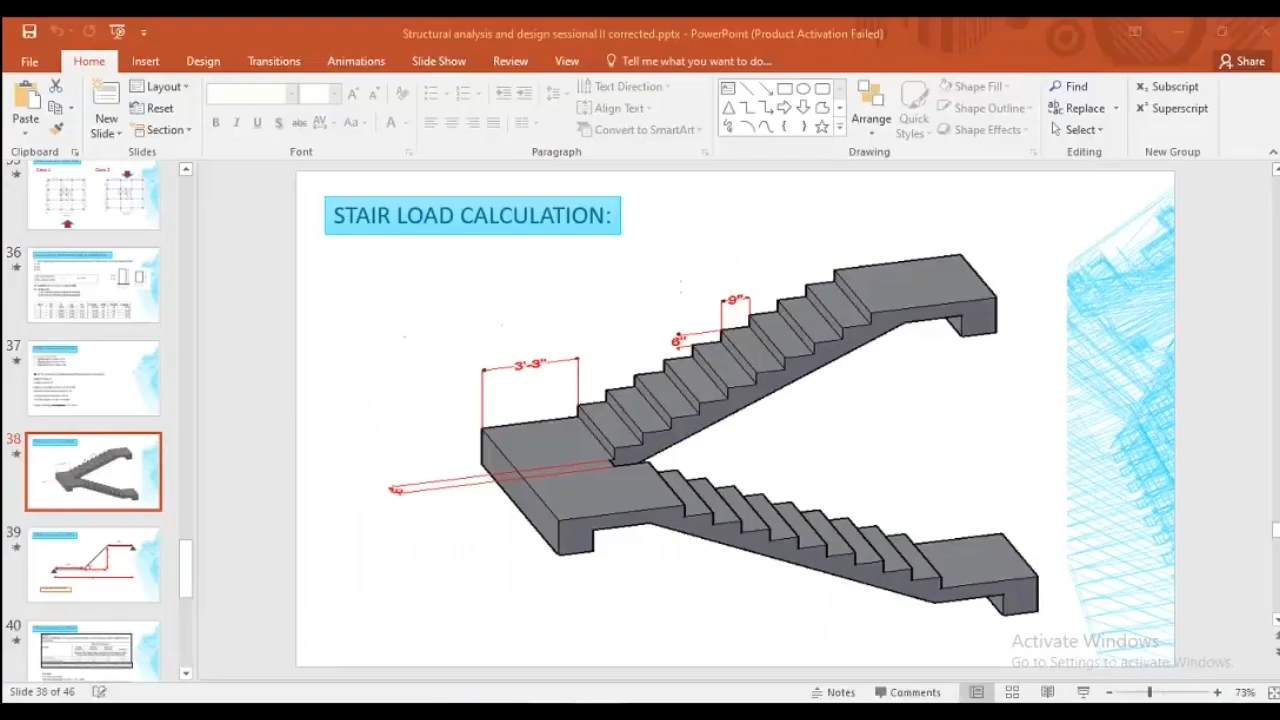 Structural analysis and design sessional II corrected.pptx - PowerPoint (Product Activation Failed)
File Home Insert Design Transitions Animations Slide Show Review View Tell me what you want to do... Share
Paste
Clipboard
New Slide
Layout
Reset
Section
Slides
B I U S abc AV A
Font
Text Direction
Align Text
Convert to SmartArt
Paragraph
Arrange
Quick Styles
Shape Fill
Shape Outline
Shape Effects
Drawing
Find
Replace
Select
Editing
Subscript
Superscript
New Group
36
37
38
39
40
STAIR LOAD CALCULATION:
9"
6"
3'-3"
Activate Windows
Go to Settings to activate Windows.
Slide 38 of 46 Notes Comments 73%